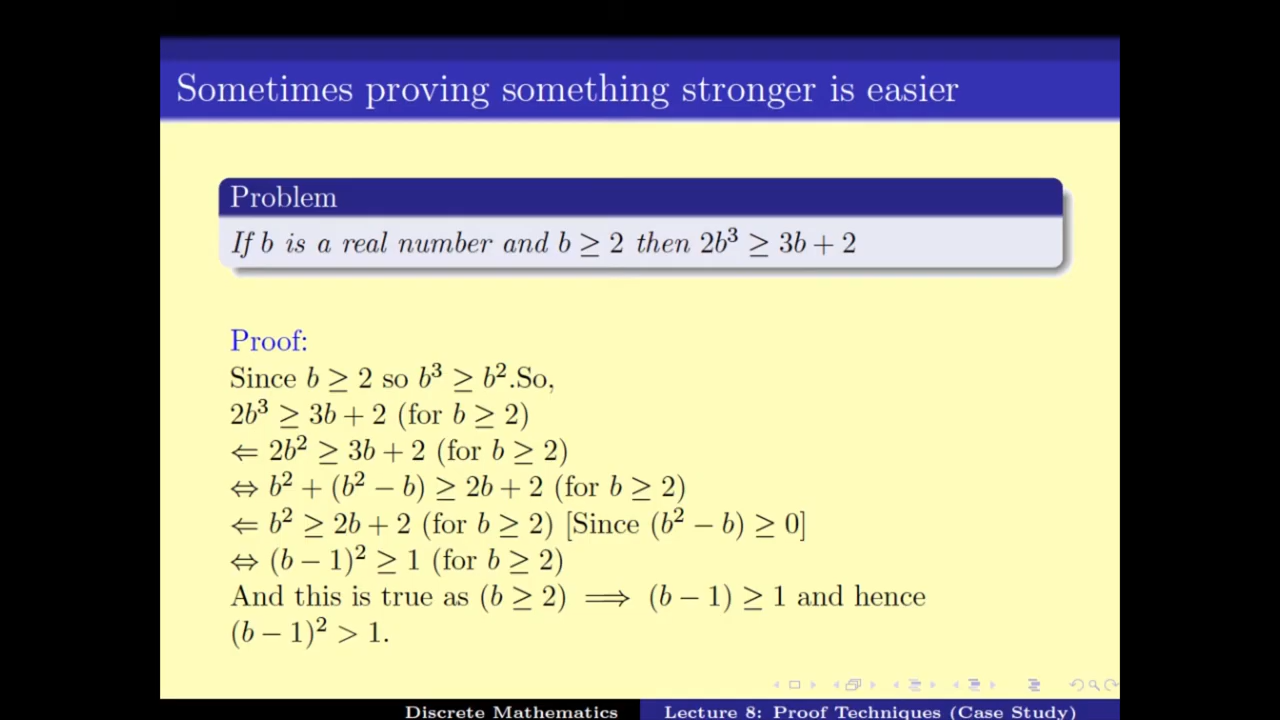 Sometimes proving something stronger is easier
Problem
If b is a real number and b ≥ 2 then 2b³ ≥ 3b + 2
Proof:
Since b ≥ 2 so b³ ≥ b².So,
2b³ ≥ 3b + 2 (for b ≥ 2)
⇐ 2b² ≥ 3b + 2 (for b ≥ 2)
⇔ b² + (b² − b) ≥ 2b + 2 (for b ≥ 2)
⇐ b² ≥ 2b + 2 (for b ≥ 2) [Since (b² − b) ≥ 0]
⇔ (b − 1)² ≥ 1 (for b ≥ 2)
And this is true as (b ≥ 2) ⟹ (b − 1) ≥ 1 and hence
(b − 1)² > 1.
Discrete Mathematics
Lecture 8: Proof Techniques (Case Study)